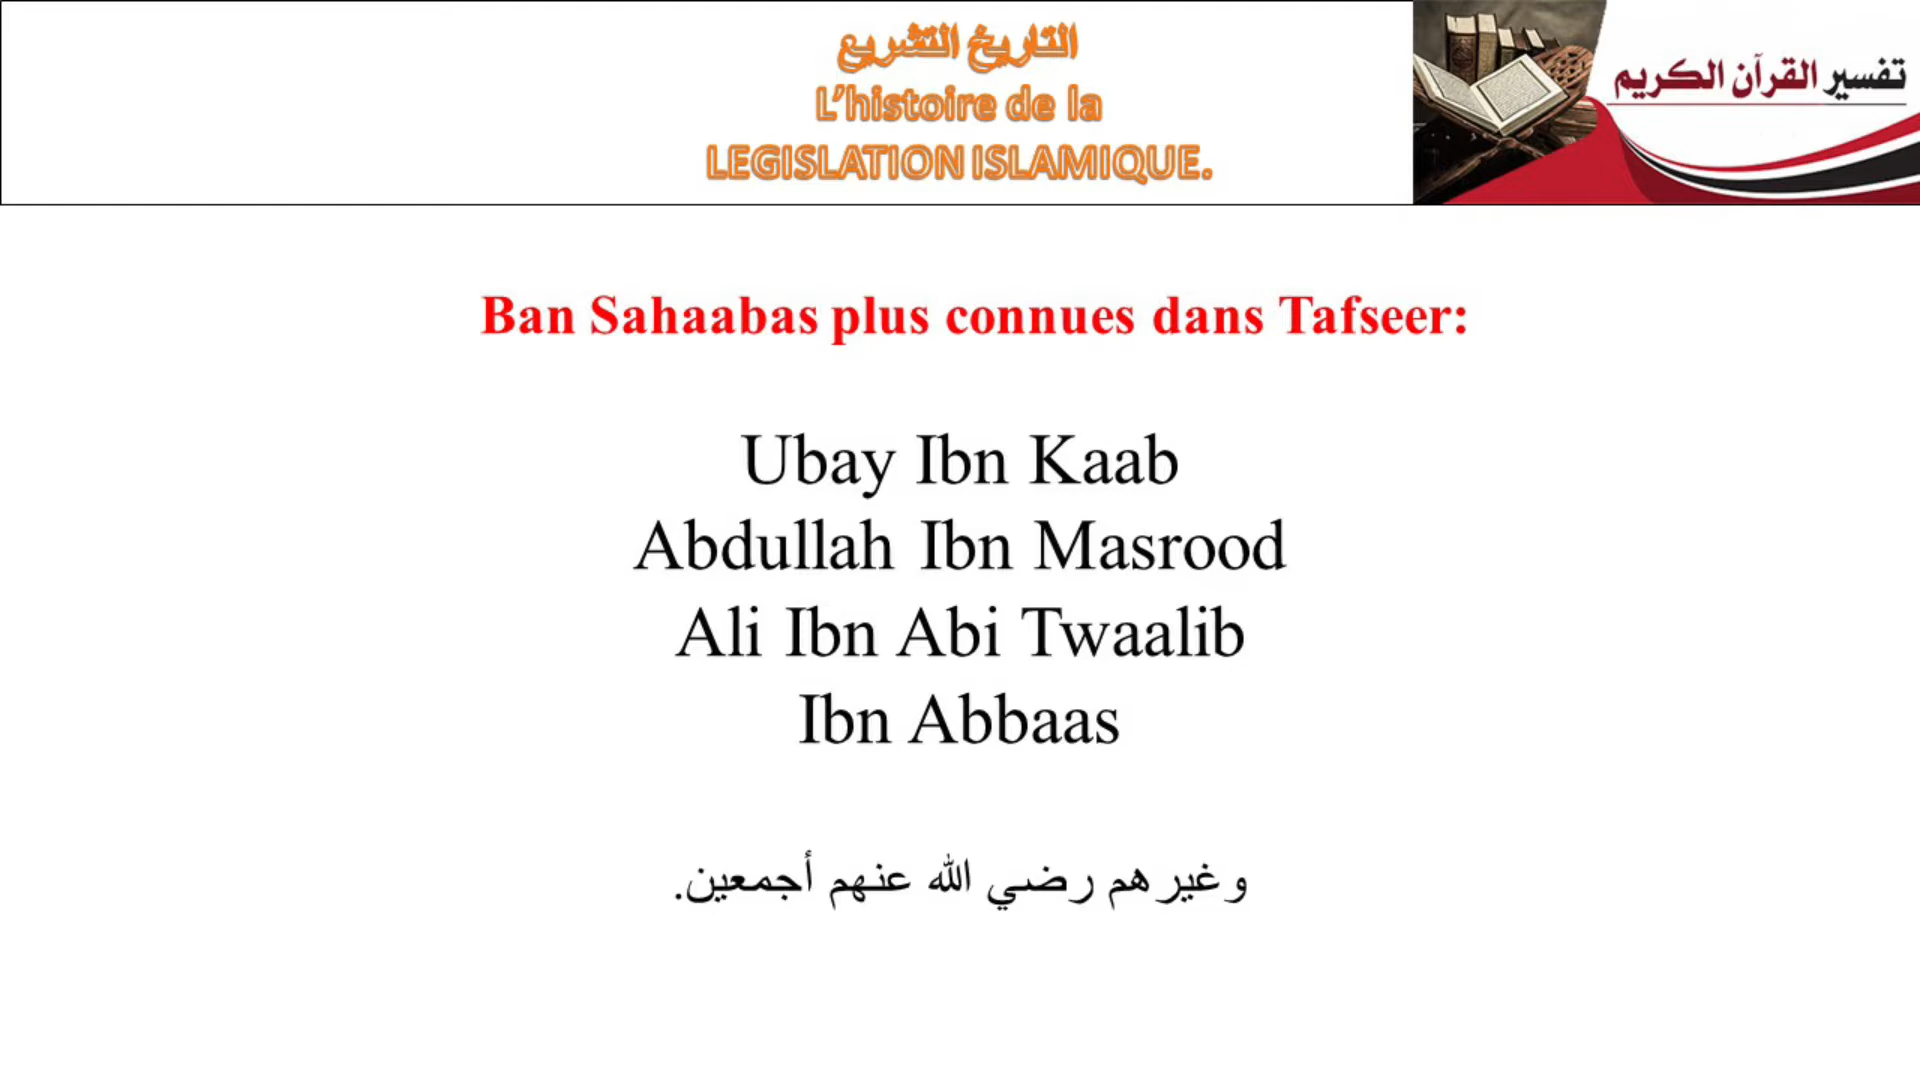 التاريخ التشريع
L'histoire de la
LEGISLATION ISLAMIQUE.
تفسير القرآن الكريم
Ban Sahaabas plus connues dans Tafseer:
Ubay Ibn Kaab
Abdullah Ibn Masrood
Ali Ibn Abi Twaalib
Ibn Abbaas
وغيرهم رضي الله عنهم أجمعين.